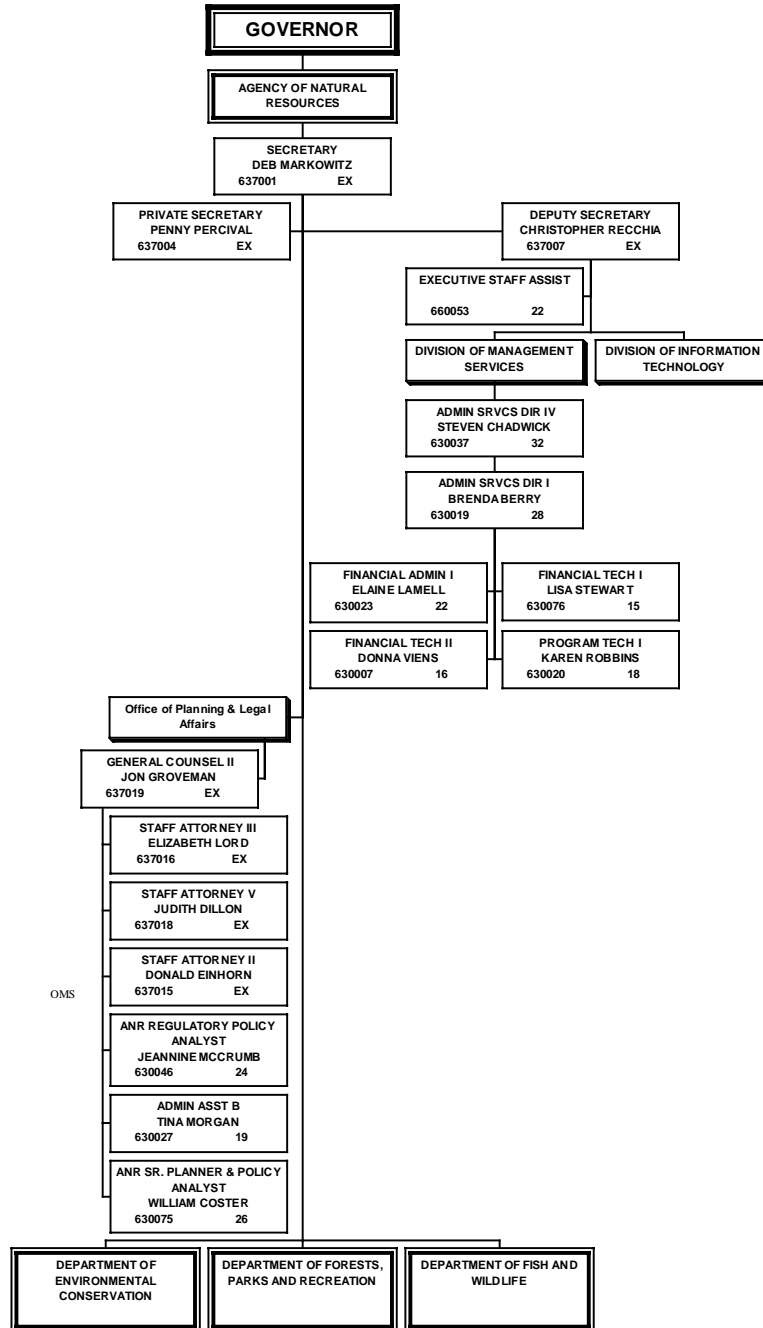 GOVERNOR
AGENCY OF NATURAL
RESOURCES
SECRETARY
DEB MARKOWITZ
637001 EX
PRIVATE SECRETARY
PENNY PERCIVAL
637004 EX
DEPUTY SECRETARY
CHRISTOPHER RECCHIA
637007 EX
EXECUTIVE STAFF ASSIST
660053 22
DIVISION OF MANAGEMENT
SERVICES
DIVISION OF INFORMATION
TECHNOLOGY
ADMIN SRVCS DIR IV
STEVEN CHADWICK
630037 32
ADMIN SRVCS DIR I
BRENDA BERRY
630019 28
FINANCIAL ADMIN I
ELAINE LAMELL
630023 22
FINANCIAL TECH I
LISA STEWART
630076 15
FINANCIAL TECH II
DONNA VIENS
630007 16
PROGRAM TECH I
KAREN ROBBINS
630020 18
Office of Planning & Legal
Affairs
GENERAL COUNSEL II
JON GROVEMAN
637019 EX
STAFF ATTORNEY III
ELIZABETH LORD
637016 EX
STAFF ATTORNEY V
JUDITH DILLON
637018 EX
STAFF ATTORNEY II
DONALD EINHORN
637015 EX
OMS
ANR REGULATORY POLICY
ANALYST
JEANNINE MCCRUMB
630046 24
ADMIN ASST B
TINA MORGAN
630027 19
ANR SR. PLANNER & POLICY
ANALYST
WILLIAM COSTER
630075 26
DEPARTMENT OF
ENVIRONMENTAL
CONSERVATION
DEPARTMENT OF FORESTS,
PARKS AND RECREATION
DEPARTMENT OF FISH AND
WILDLIFE